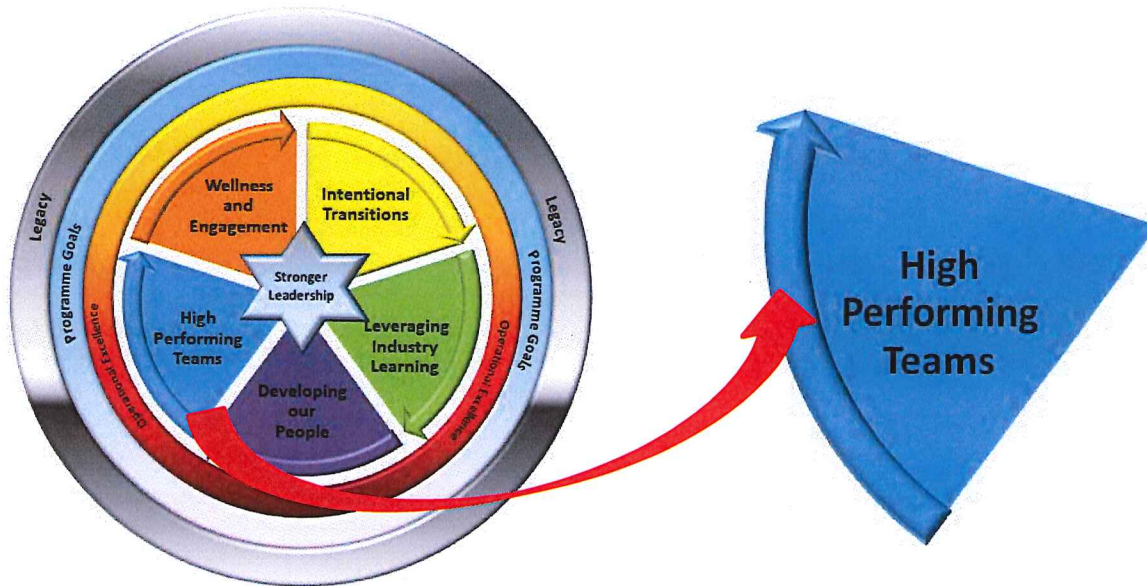 Legacy
Legacy
Programme Goals
Programme Goals
Operational Excellence
Operational Excellence
Wellness
and
Engagement
Intentional
Transitions
Stronger
Leadership
High
Performing
Teams
Leveraging
Industry
Learning
Developing
our
People
High
Performing
Teams